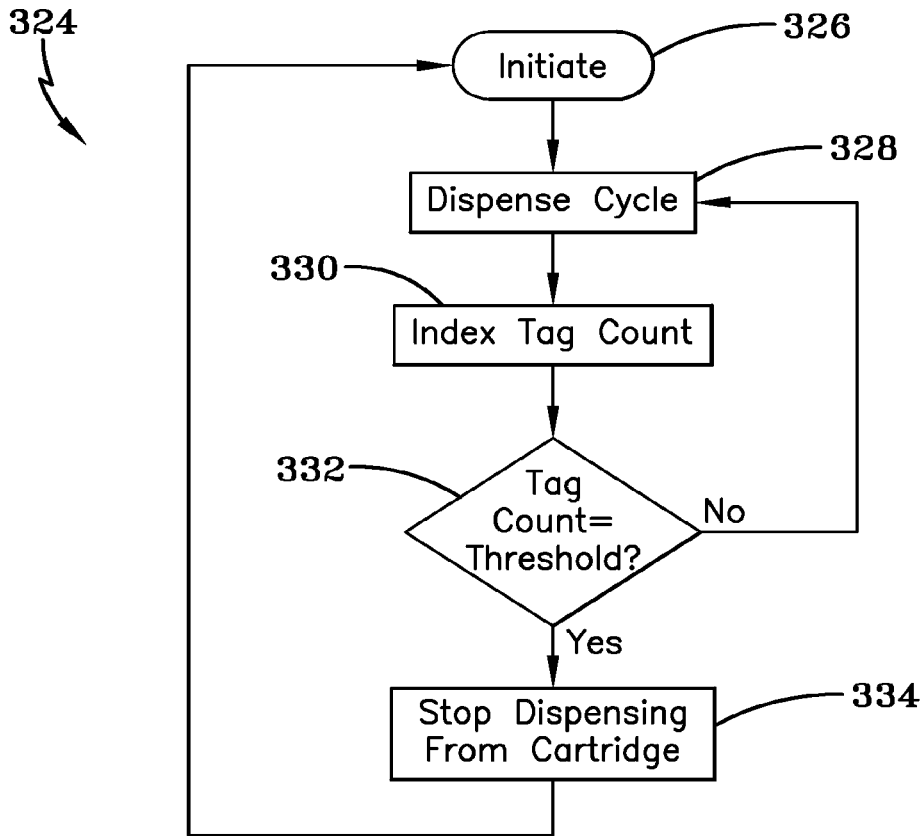 324
326
Initiate
328
Dispense Cycle
330
Index Tag Count
332
Tag
Count=
Threshold?
No
Yes
334
Stop Dispensing
From Cartridge